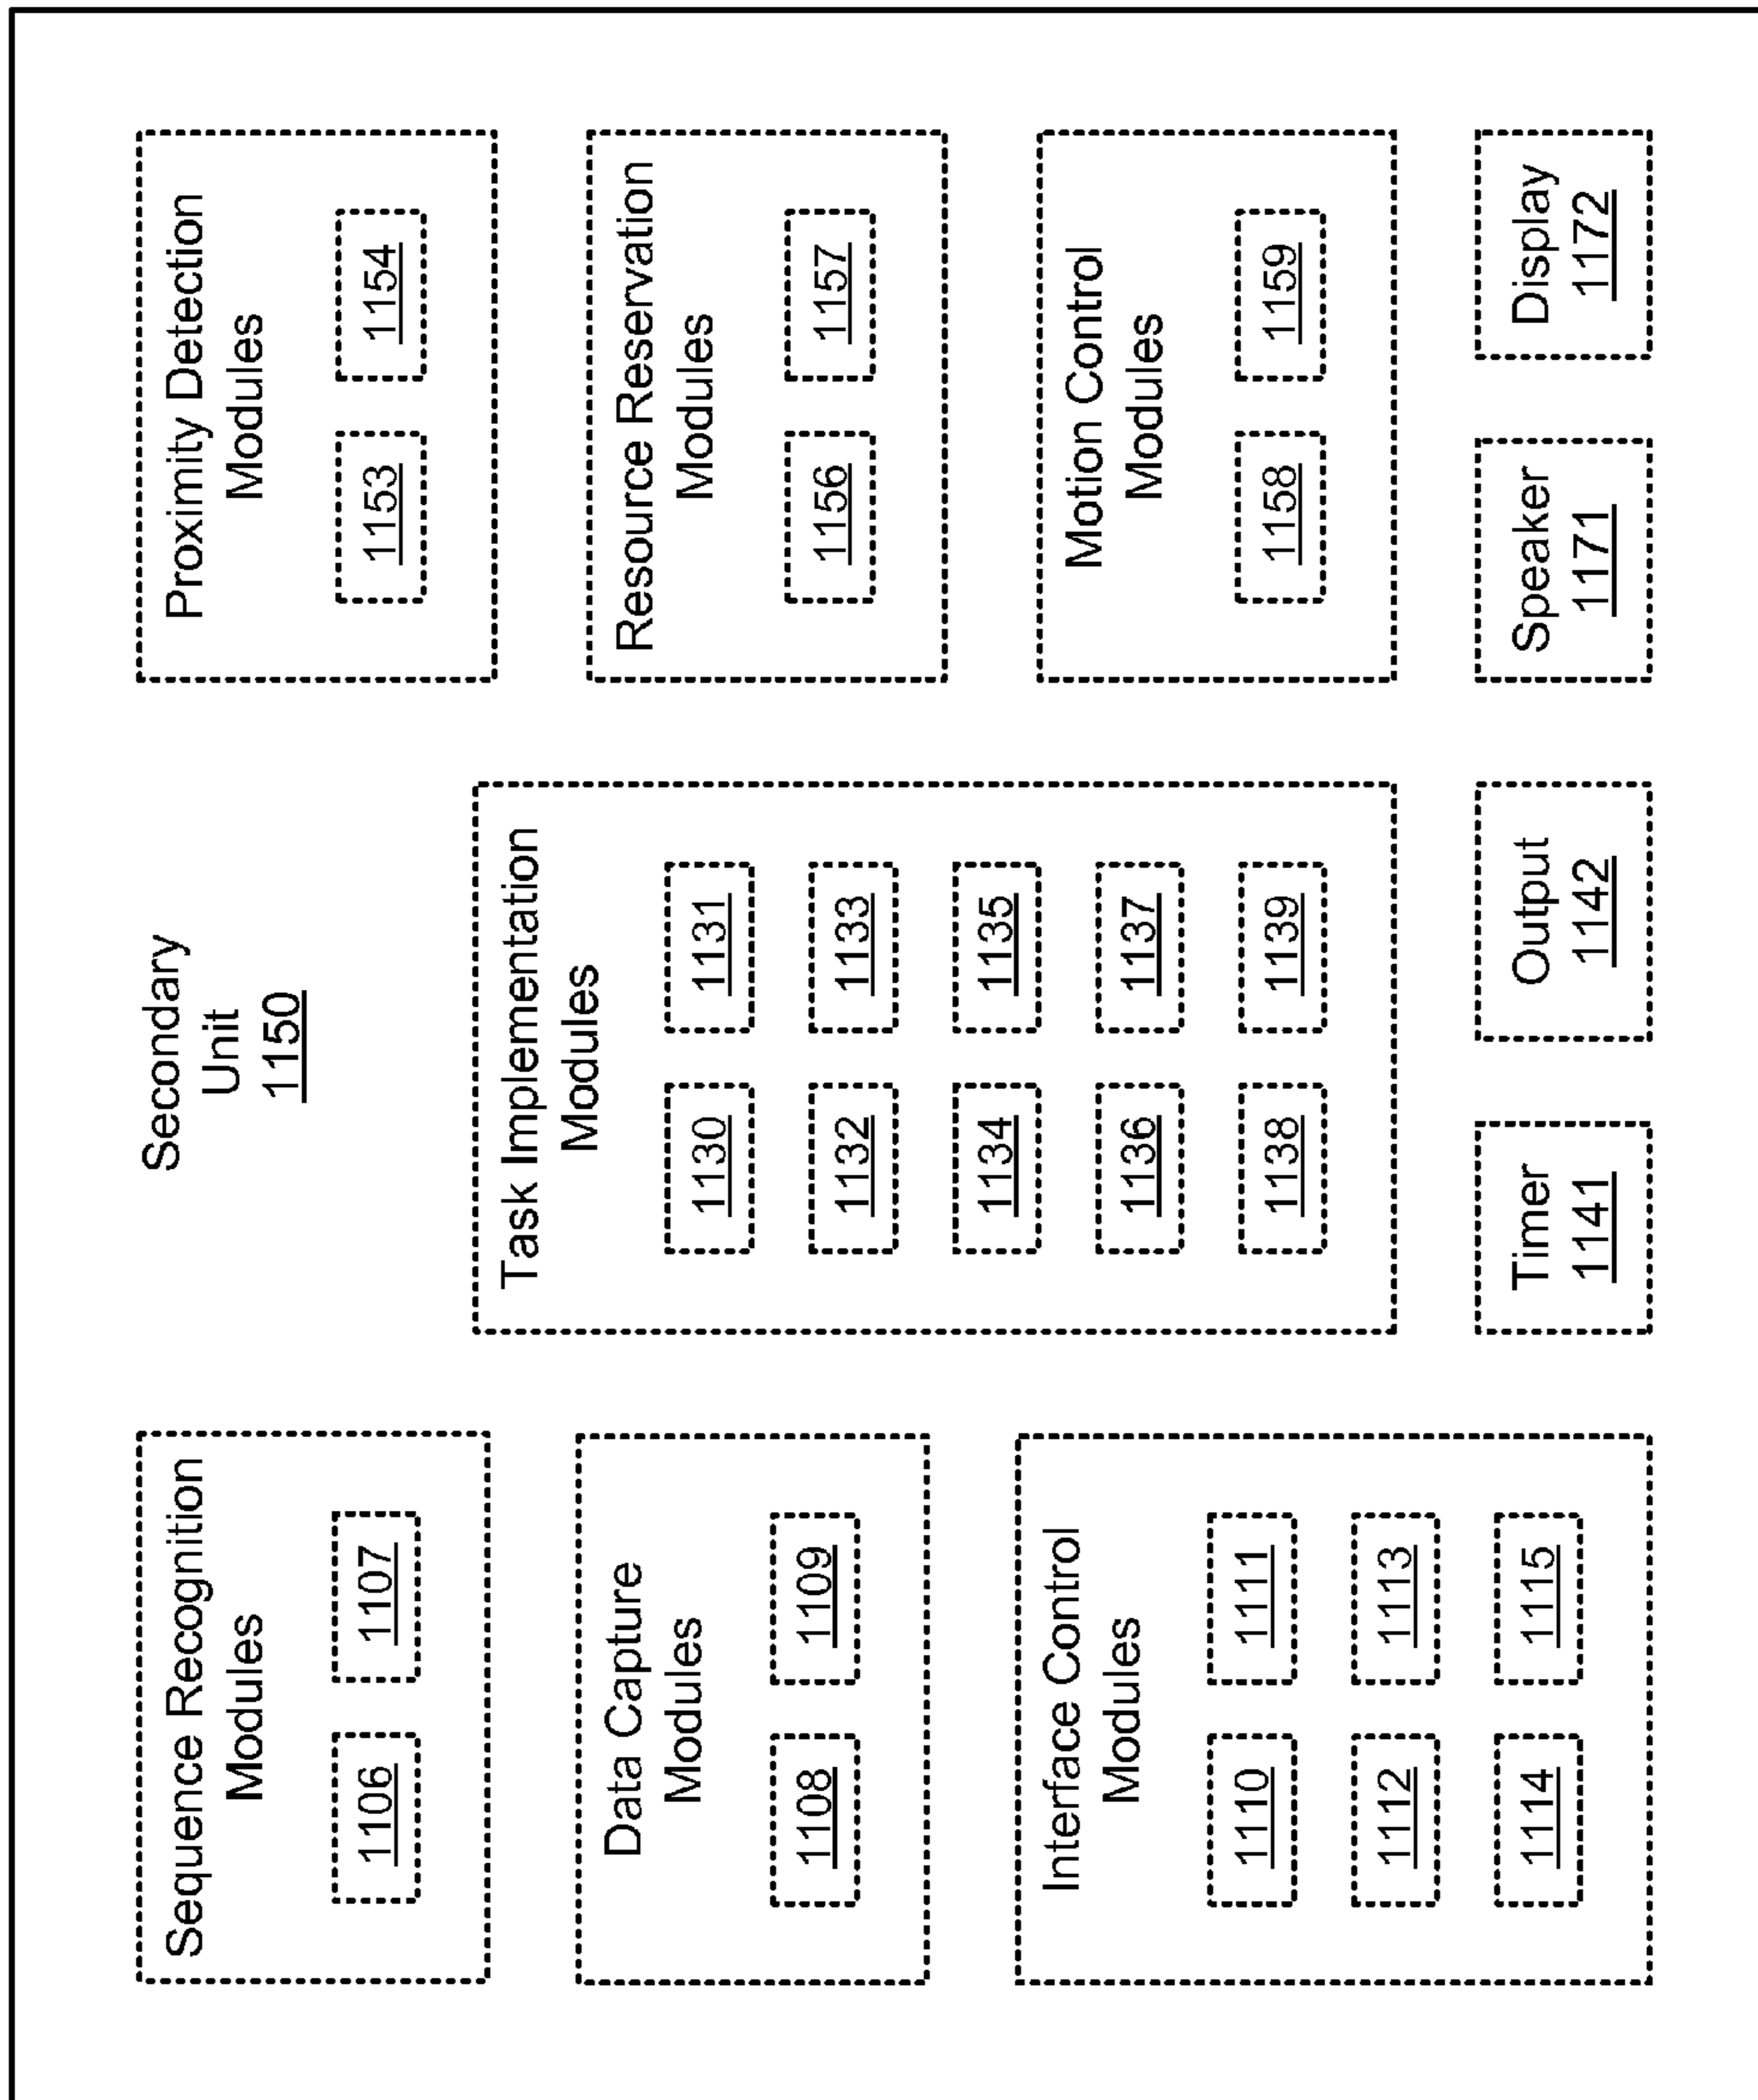 Secondary
Unit
1150
Sequence Recognition
Modules
1106 1107
Data Capture
Modules
1108 1109
Interface Control
Modules
1110 1111
1112 1113
1114 1115
Task Implementation
Modules
1130 1131
1132 1133
1134 1135
1136 1137
1138 1139
Timer
1141
Output
1142
Proximity Detection
Modules
1153 1154
Resource Reservation
Modules
1156 1157
Motion Control
Modules
1158 1159
Speaker
1171
Display
1172